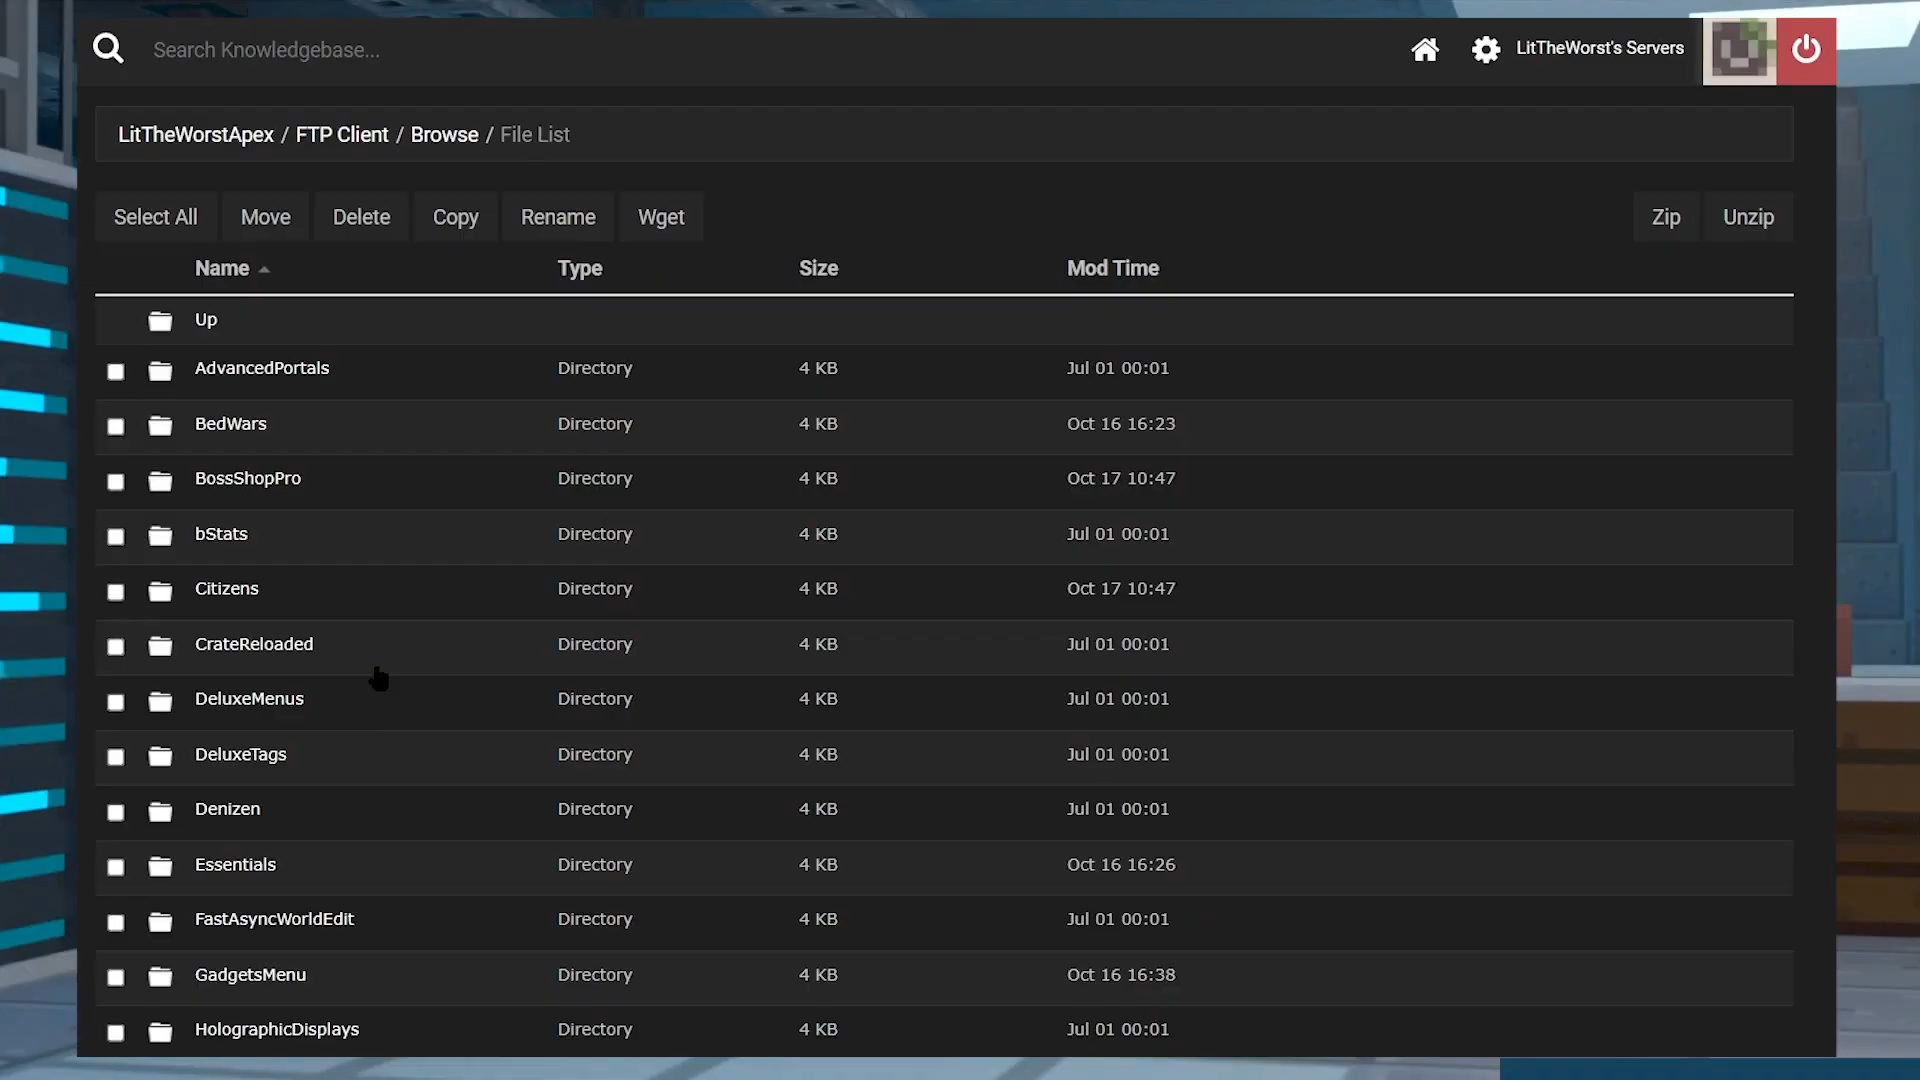 Search Knowledgebase...
LitTheWorst's Servers
LitTheWorstApex / FTP Client / Browse / File List
Select All Move Delete Copy Rename Wget Zip Unzip
Name Type Size Mod Time
Up
AdvancedPortals Directory 4 KB Jul 01 00:01
BedWars Directory 4 KB Oct 16 16:23
BossShopPro Directory 4 KB Oct 17 10:47
bStats Directory 4 KB Jul 01 00:01
Citizens Directory 4 KB Oct 17 10:47
CrateReloaded Directory 4 KB Jul 01 00:01
DeluxeMenus Directory 4 KB Jul 01 00:01
DeluxeTags Directory 4 KB Jul 01 00:01
Denizen Directory 4 KB Jul 01 00:01
Essentials Directory 4 KB Oct 16 16:26
FastAsyncWorldEdit Directory 4 KB Jul 01 00:01
GadgetsMenu Directory 4 KB Oct 16 16:38
HolographicDisplays Directory 4 KB Jul 01 00:01